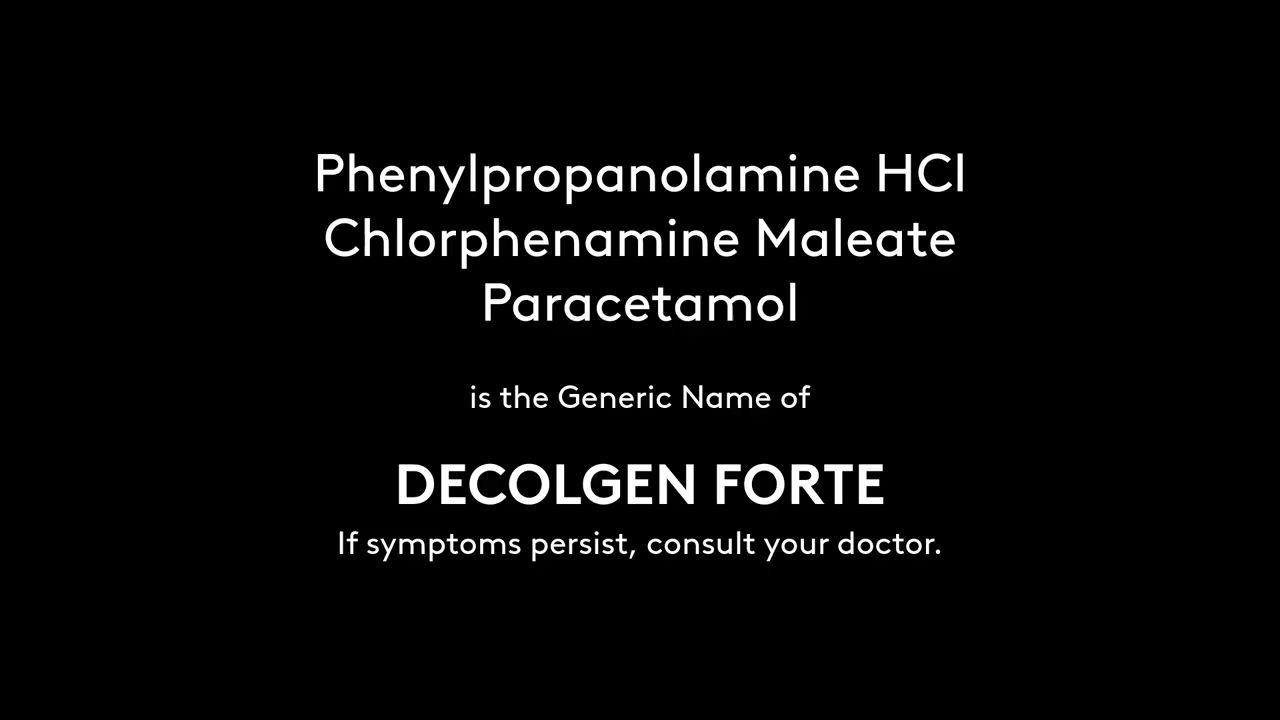 Phenylpropanolamine HCl
Chlorphenamine Maleate
Paracetamol
is the Generic Name of
DECOLGEN FORTE
If symptoms persist, consult your doctor.